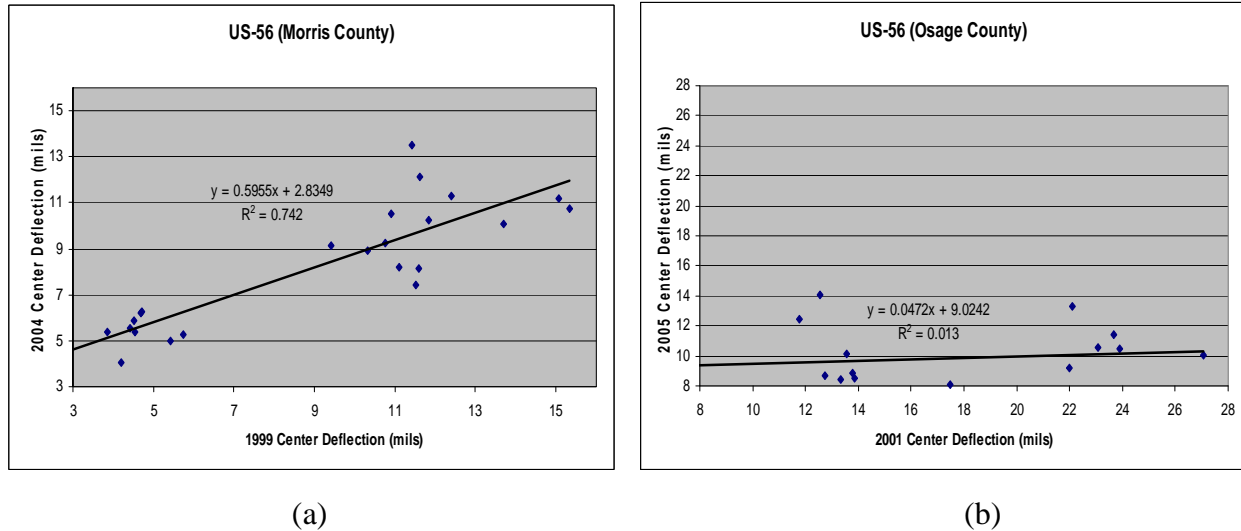 US-56 (Morris County)
2004 Center Deflection (mils)
15
13
11
9
7
5
3
y = 0.5955x + 2.8349
R² = 0.742
3 5 7 9 11 13 15
1999 Center Deflection (mils)
(a)
US-56 (Osage County)
2005 Center Deflection (mils)
28
26
24
22
20
18
16
14
12
10
8
y = 0.0472x + 9.0242
R² = 0.013
8 10 12 14 16 18 20 22 24 26 28
2001 Center Deflection (mils)
(b)